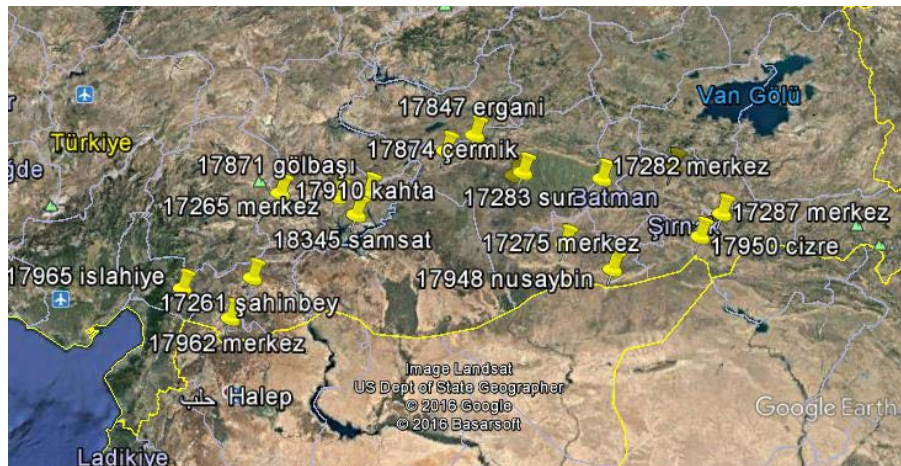 Van Gölü
17847 ergani
Türkiye
17874 çermik
17871 gölbaşı
17282 merkez
ğde
17910 kahta
17283 sur
Batman
17265 merkez
17287 merkez
Şırnak
18345 samsat
17275 merkez
17950 cizre
17965 islahiye
17948 nusaybin
17261 şahinbey
17962 merkez
Image Landsat
US Dept of State Geographer
© 2016 Google
© 2016 Basarsoft
حلب Halep
Google Earth
Ladikiye